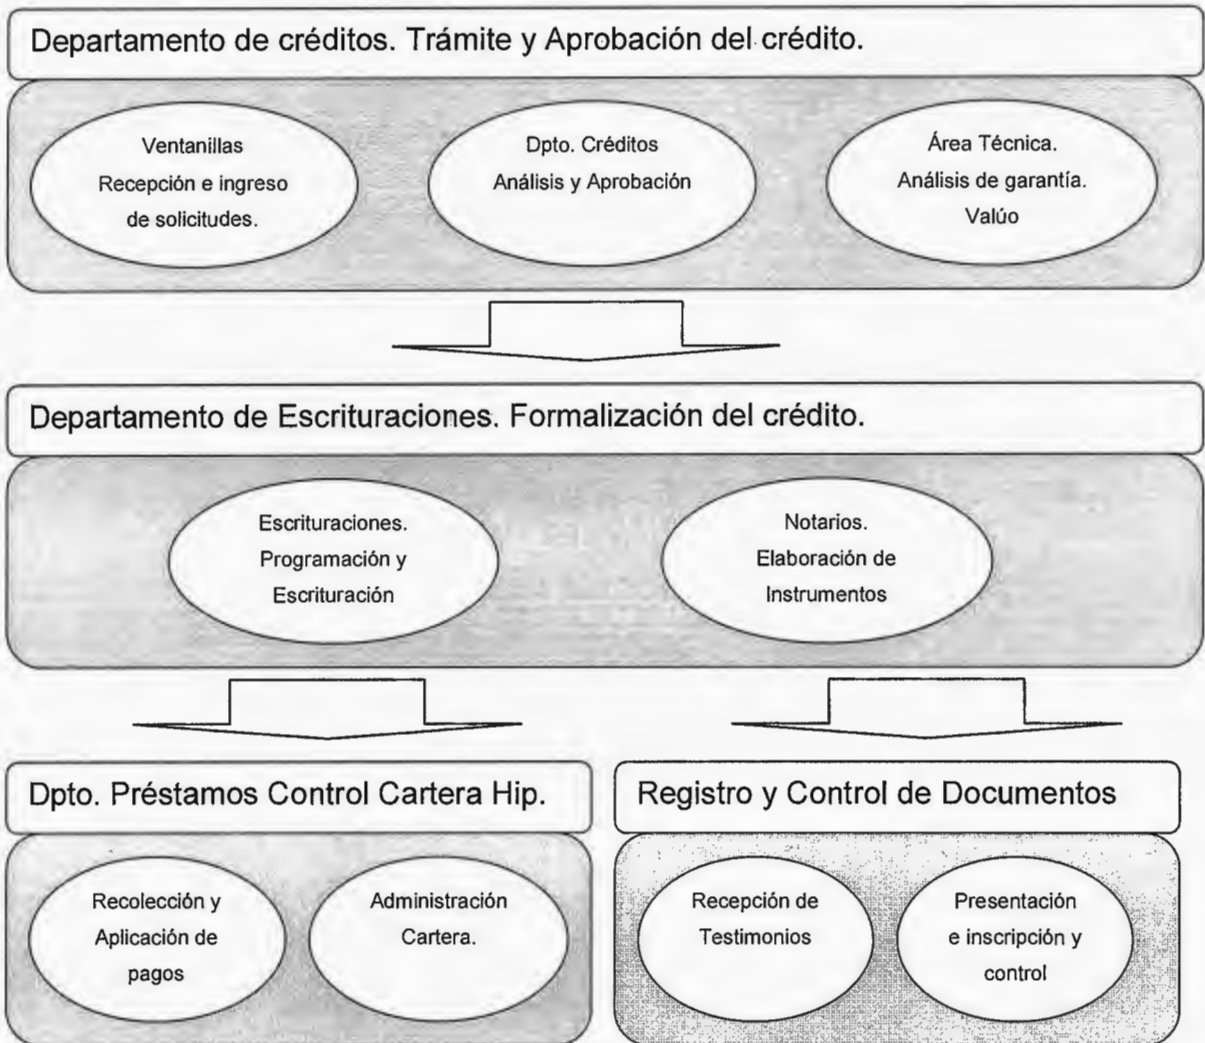 Departamento de créditos. Trámite y Aprobación del crédito.
Ventanillas
Recepción e ingreso
de solicitudes.
Dpto. Créditos
Análisis y Aprobación
Área Técnica.
Análisis de garantía.
Valúo
Departamento de Escrituraciones. Formalización del crédito.
Escrituraciones.
Programación y
Escrituración
Notarios.
Elaboración de
Instrumentos
Dpto. Préstamos Control Cartera Hip.
Recolección y
Aplicación de
pagos
Administración
Cartera.
Registro y Control de Documentos
Recepción de
Testimonios
Presentación
e inscripción y
control